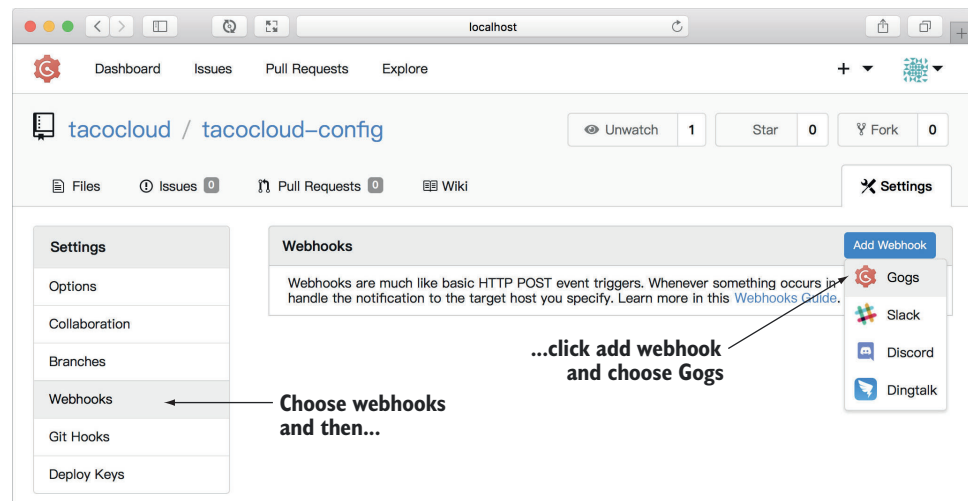 localhost
Dashboard Issues Pull Requests Explore
tacocloud / tacocloud-config
Unwatch 1 Star 0 Fork 0
Files Issues 0 Pull Requests 0 Wiki Settings
Settings
Options
Collaboration
Branches
Webhooks
Git Hooks
Deploy Keys
Webhooks Add Webhook
Webhooks are much like basic HTTP POST event triggers. Whenever something occurs in
handle the notification to the target host you specify. Learn more in this Webhooks Guide.
Gogs
Slack
Discord
Dingtalk
...click add webhook
and choose Gogs
Choose webhooks
and then...